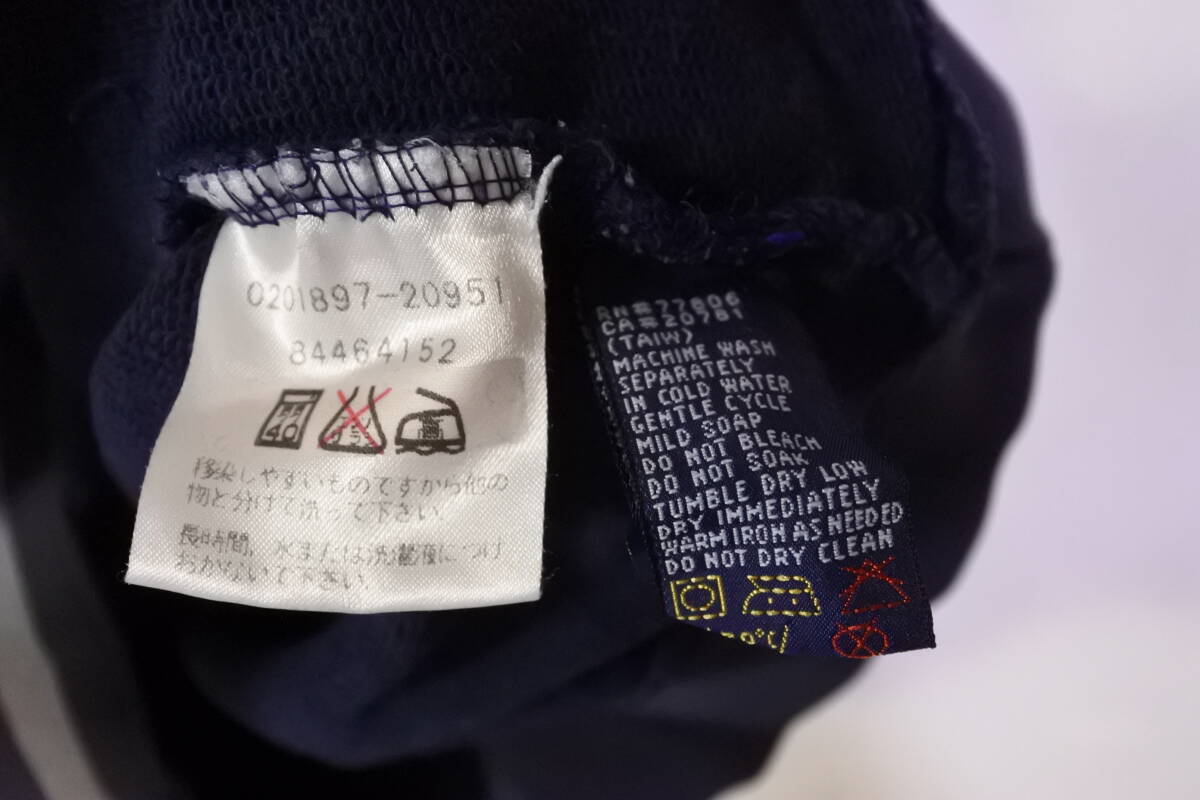 0201897-20951
84464152
40
移染しやすいものですから他の
物と分けて洗って下さい.
長時間, 水または洗濯液につけ
おかないで下さい.
RN#77806
CA#20781
(TAIW)
MACHINE WASH
SEPARATELY
IN COLD WATER
GENTLE CYCLE
MILD SOAP
DO NOT BLEACH
DO NOT SOAK
TUMBLE DRY LOW
DRY IMMEDIATELY
WARM IRON AS NEEDED
DO NOT DRY CLEAN